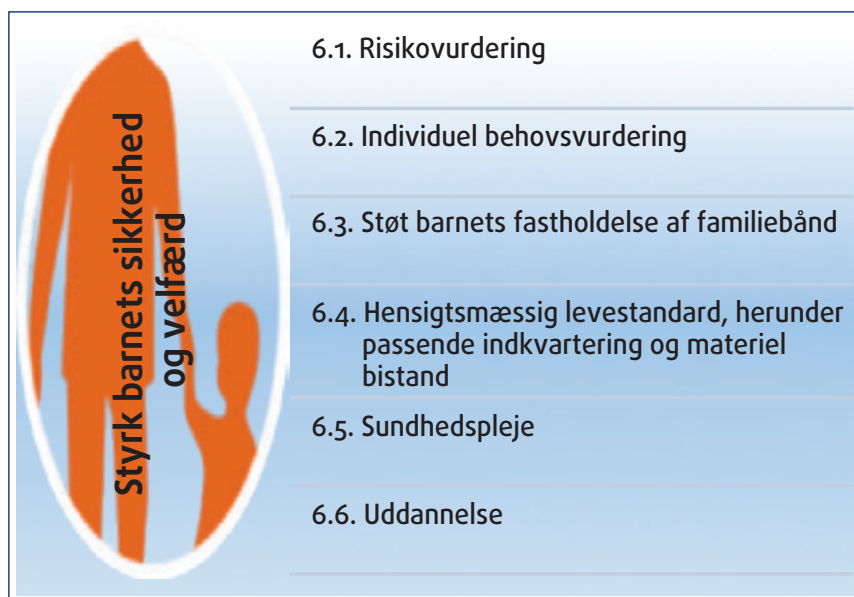 Styrk barnets sikkerhed
og velfærd
6.1. Risikovurdering
6.2. Individuel behovsvurdering
6.3. Støt barnets fastholdelse af familiebånd
6.4. Hensigtsmæssig levestandard, herunder
passende indkvartering og materiel
bistand
6.5. Sundhedspleje
6.6. Uddannelse